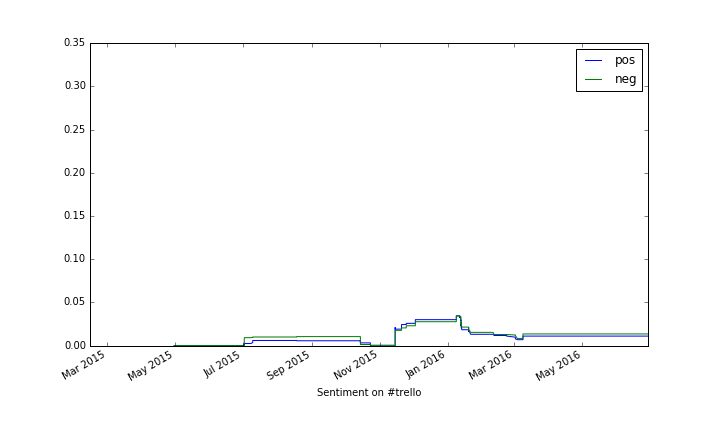 0.35
0.30
0.25
0.20
0.15
0.10
0.05
0.00
pos
neg
Mar 2015
May 2015
Jul 2015
Sep 2015
Nov 2015
Jan 2016
Mar 2016
May 2016
Sentiment on #trello